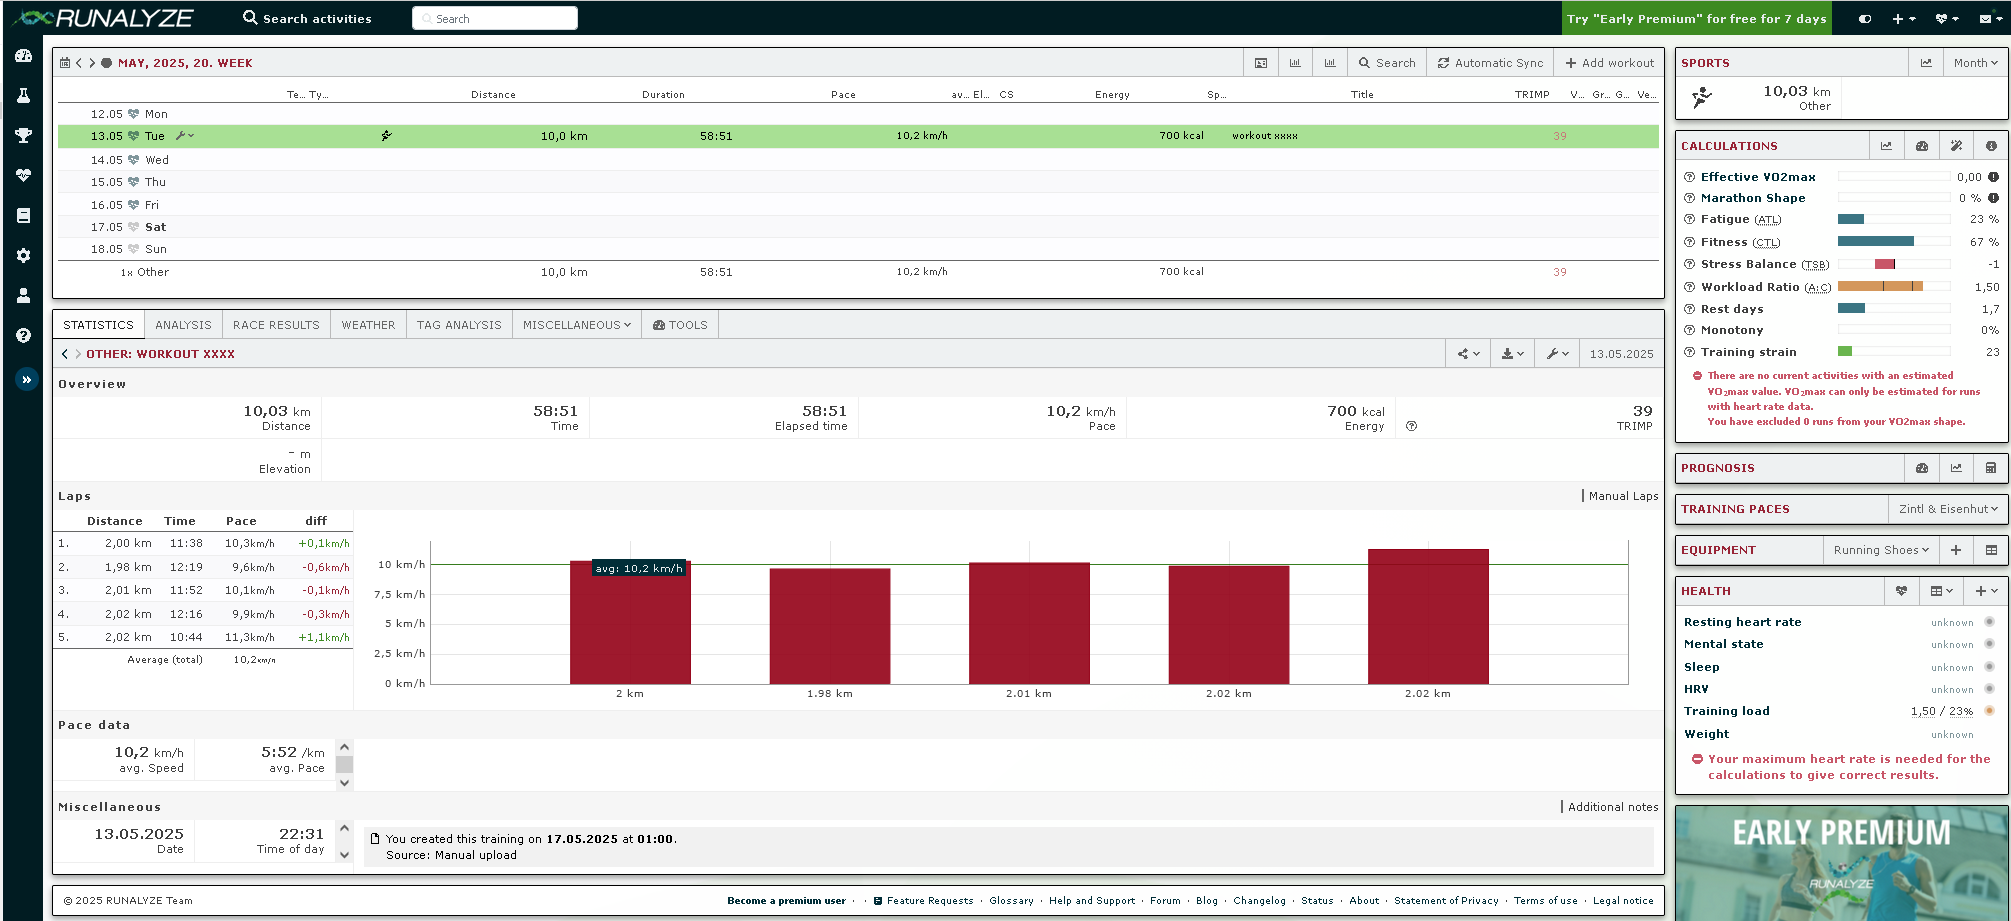 RUNALYZE
Search activities
Search
Try "Early Premium" for free for 7 days
MAY, 2025, 20. WEEK
Search
Automatic Sync
Add workout
Te... Ty... Distance Duration Pace av... El... CS Energy Sp... Title TRIMP V... Gr... G... Ve...
12.05 Mon
13.05 Tue 10,0 km 58:51 10,2 km/h 700 kcal workout xxxx 39
14.05 Wed
15.05 Thu
16.05 Fri
17.05 Sat
18.05 Sun
1x Other 10,0 km 58:51 10,2 km/h 700 kcal 39
STATISTICS ANALYSIS RACE RESULTS WEATHER TAG ANALYSIS MISCELLANEOUS TOOLS
OTHER: WORKOUT XXXX
13.05.2025
Overview
10,03 km 58:51 58:51 10,2 km/h 700 kcal 39
Distance Time Elapsed time Pace Energy TRIMP
- m
Elevation
Laps
Manual Laps
Distance Time Pace diff
1. 2,00 km 11:38 10,3km/h +0,1km/h
2. 1,98 km 12:19 9,6km/h -0,6km/h
3. 2,01 km 11:52 10,1km/h -0,1km/h
4. 2,02 km 12:16 9,9km/h -0,3km/h
5. 2,02 km 10:44 11,3km/h +1,1km/h
Average (total) 10,2km/h
10 km/h
7,5 km/h
5 km/h
2,5 km/h
0 km/h
avg: 10,2 km/h
2 km 1.98 km 2.01 km 2.02 km 2.02 km
Pace data
10,2 km/h 5:52 /km
avg. Speed avg. Pace
Miscellaneous
Additional notes
13.05.2025 22:31
Date Time of day
You created this training on 17.05.2025 at 01:00.
Source: Manual upload
© 2025 RUNALYZE Team
Become a premium user · · Feature Requests · Glossary · Help and Support · Forum · Blog · Changelog · Status · About · Statement of Privacy · Terms of use · Legal notice
SPORTS
Month
10,03 km
Other
CALCULATIONS
Effective VO2max 0,00
Marathon Shape 0 %
Fatigue (ATL) 23 %
Fitness (CTL) 67 %
Stress Balance (TSB) -1
Workload Ratio (A:C) 1,50
Rest days 1,7
Monotony 0%
Training strain 23
There are no current activities with an estimated
VO₂max value. VO₂max can only be estimated for runs
with heart rate data.
You have excluded 0 runs from your VO2max shape.
PROGNOSIS
TRAINING PACES
Zintl & Eisenhut
EQUIPMENT
Running Shoes
HEALTH
Resting heart rate unknown
Mental state unknown
Sleep unknown
HRV unknown
Training load 1,50 / 23%
Weight unknown
Your maximum heart rate is needed for the
calculations to give correct results.
EARLY PREMIUM
RUNALYZE